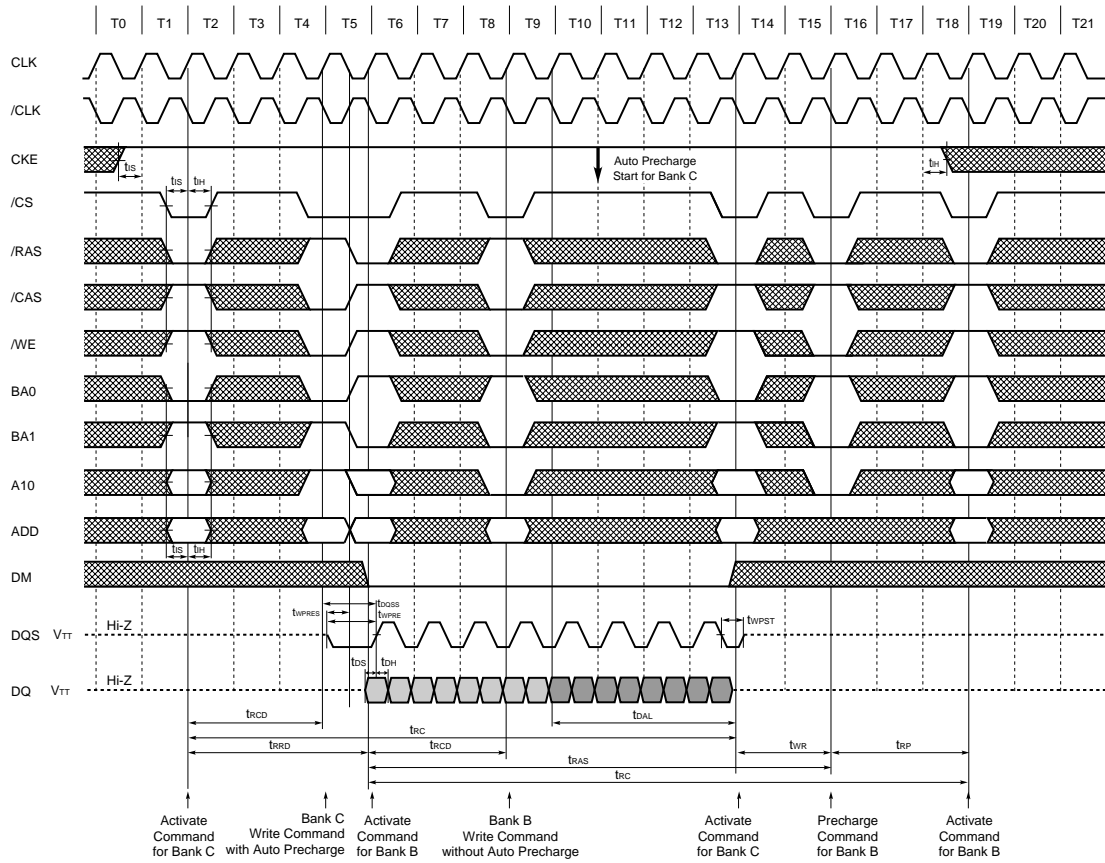 T0 T1 T2 T3 T4 T5 T6 T7 T8 T9 T10 T11 T12 T13 T14 T15 T16 T17 T18 T19 T20 T21
CLK
/CLK
CKE
tIS
Auto Precharge
Start for Bank C
tIH
tIS tIH
/CS
/RAS
/CAS
/WE
BA0
BA1
A10
ADD
tIS tIH
DM
tDQSS
tWPRES tWPRE
tWPST
DQS VTT Hi-Z
tDS tDH
DQ VTT Hi-Z
tRCD tDAL
tRC
tRRD tRCD tWR tRP
tRAS
tRC
Activate
Command
for Bank C
Bank C
Write Command
with Auto Precharge
Activate
Command
for Bank B
Bank B
Write Command
without Auto Precharge
Activate
Command
for Bank C
Precharge
Command
for Bank B
Activate
Command
for Bank B